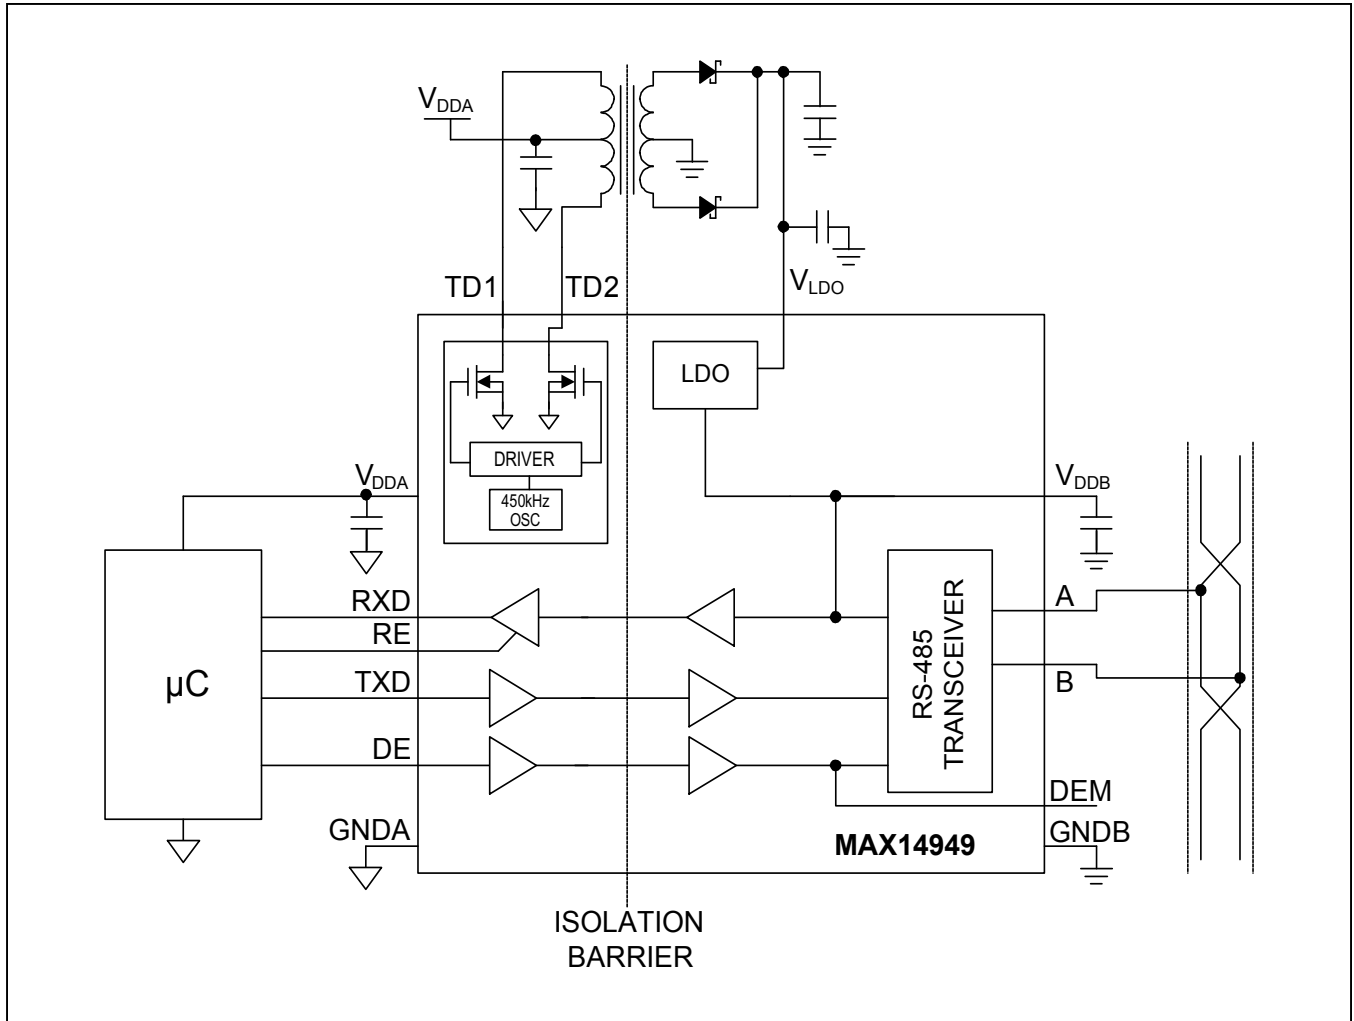 VDDA
TD1
TD2
VLDO
LDO
DRIVER
450kHz
OSC
VDDA
VDDB
RXD
RE
TXD
DE
GNDA
µC
RS-485
TRANSCEIVER
A
B
DEM
GNDB
MAX14949
ISOLATION
BARRIER